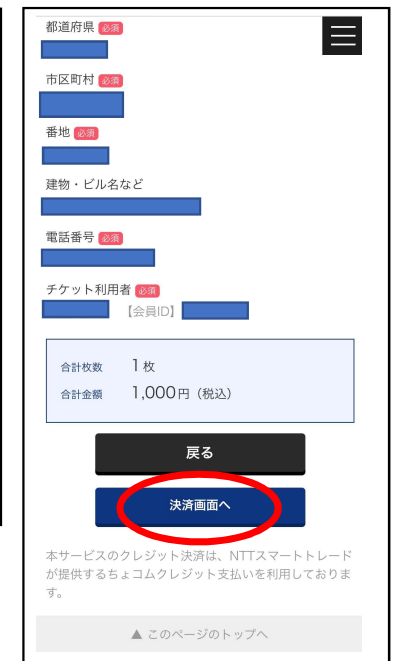 都道府県 必須
市区町村 必須
番地 必須
建物・ビル名など
電話番号 必須
チケット利用者 必須
【会員ID】
合計枚数 1枚
合計金額 1,000円（税込）
戻る
決済画面へ
本サービスのクレジット決済は、NTTスマートトレード
が提供するちょコムクレジット支払いを利用しておりま
す。
▲ このページのトップへ